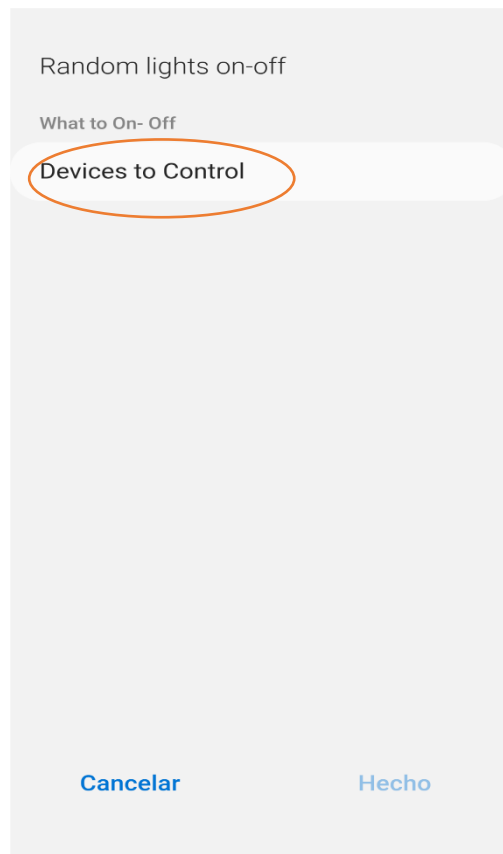 Random lights on-off
What to On- Off
Devices to Control
Cancelar Hecho